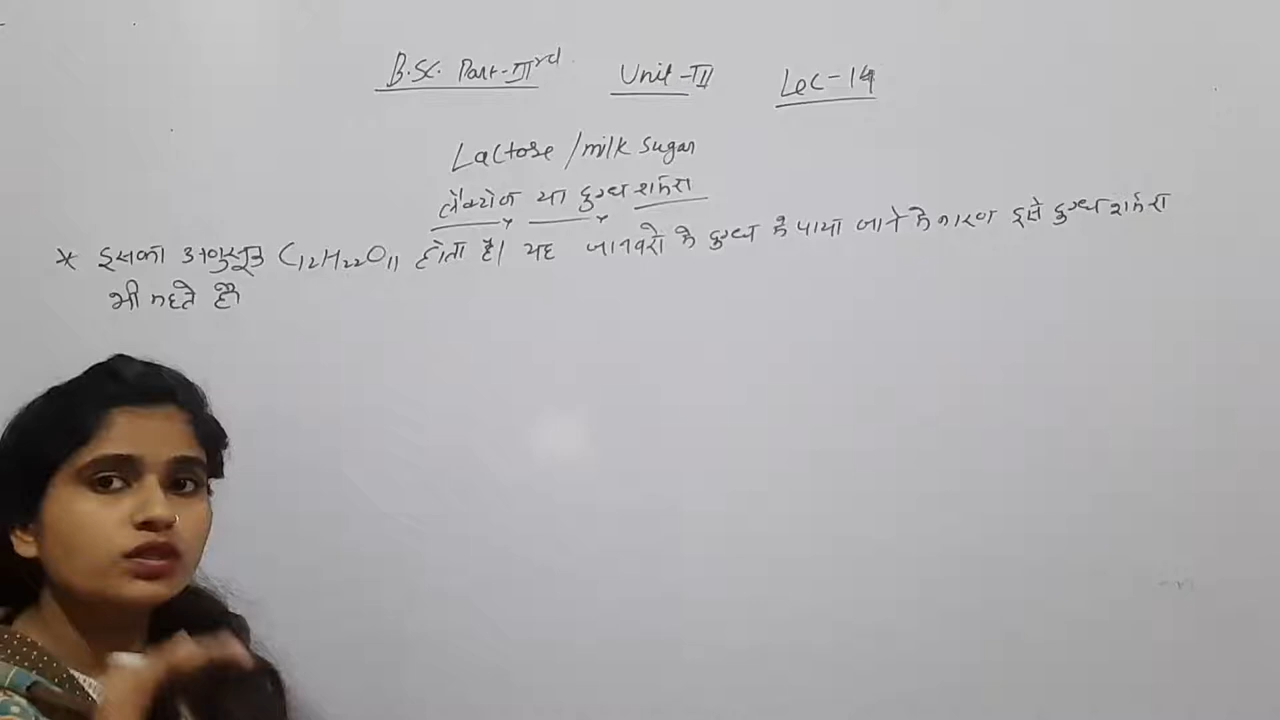 B.Sc. Part-IIIrd Unit-II Lec-14
Lactose/milk sugar
लैक्टोज या दुग्ध शर्करा
* इसका अणुसूत्र C12H22O11 होता है। यह जानवरो के दुग्ध मे पाया जाने के कारण इसे दुग्ध शर्करा
भी कहते है